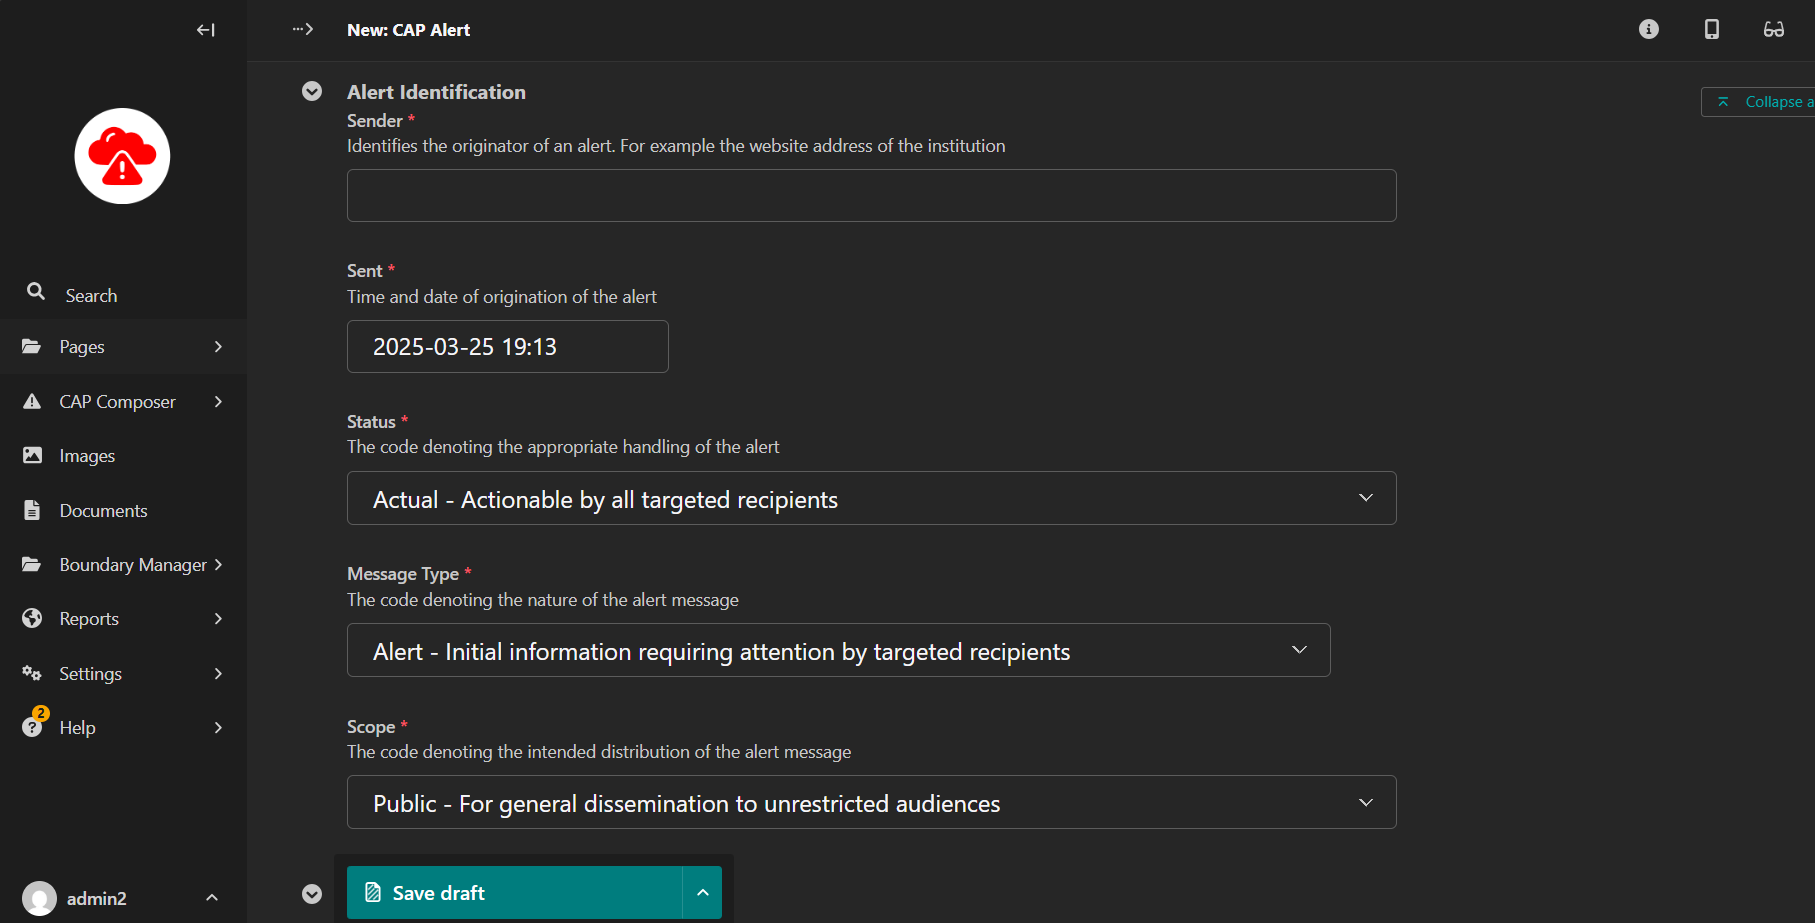 New: CAP Alert
Search
Pages
CAP Composer
Images
Documents
Boundary Manager
Reports
Settings
2
Help
admin2
Alert Identification
Collapse a
Sender *
Identifies the originator of an alert. For example the website address of the institution
Sent *
Time and date of origination of the alert
2025-03-25 19:13
Status *
The code denoting the appropriate handling of the alert
Actual - Actionable by all targeted recipients
Message Type *
The code denoting the nature of the alert message
Alert - Initial information requiring attention by targeted recipients
Scope *
The code denoting the intended distribution of the alert message
Public - For general dissemination to unrestricted audiences
Save draft